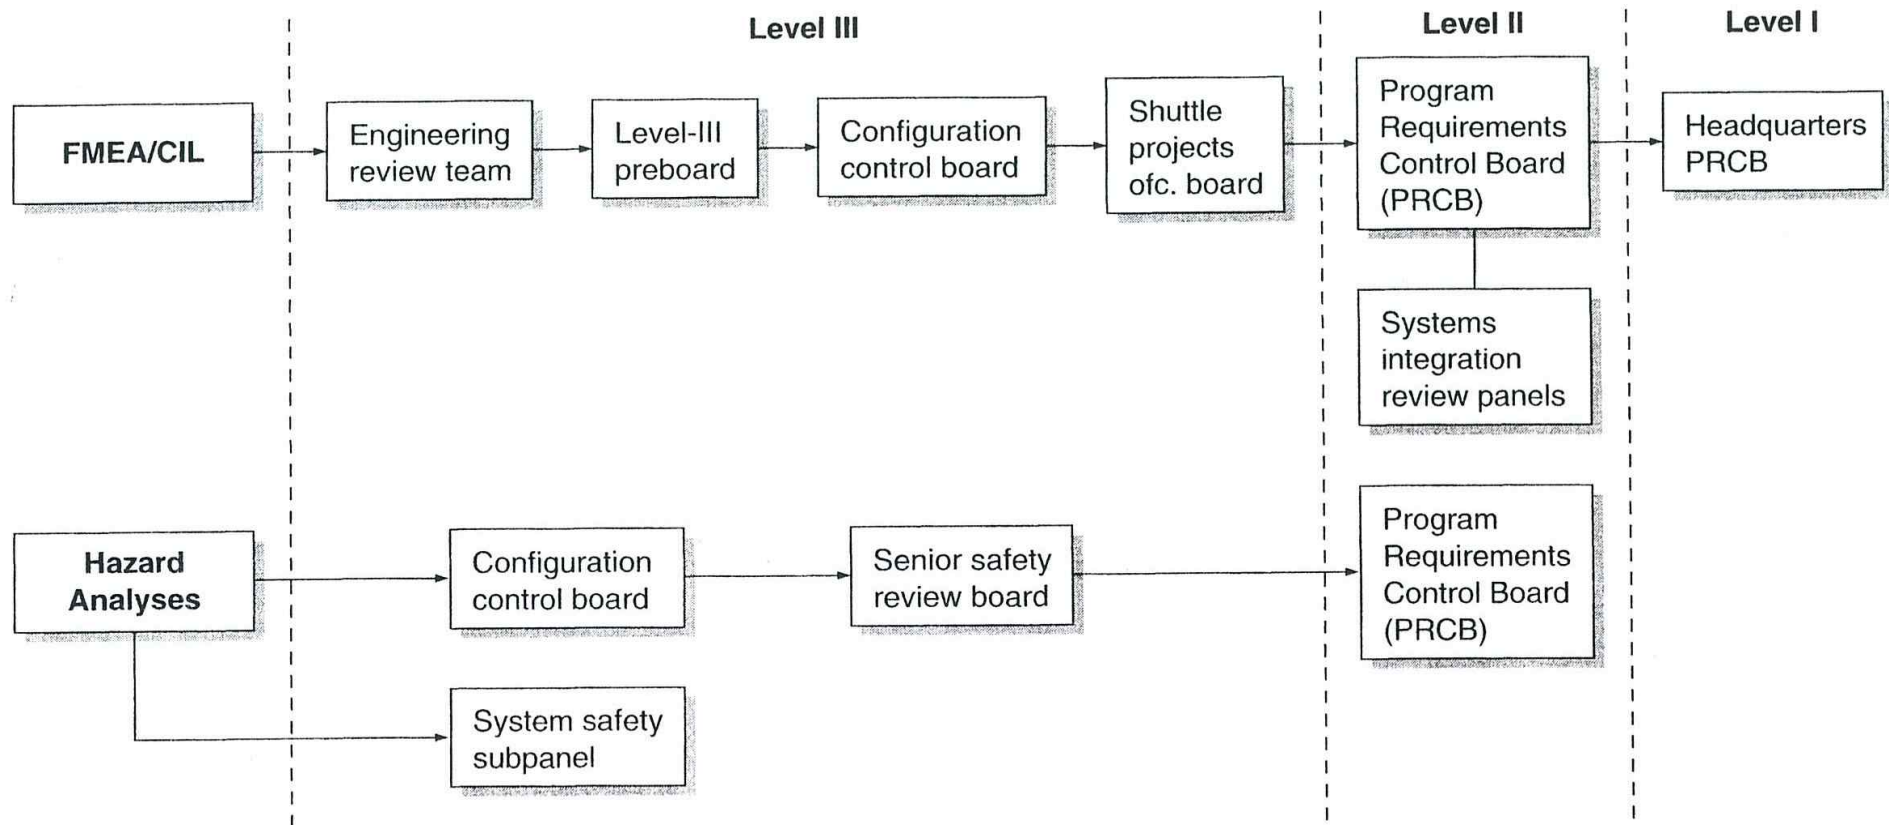 Level III
Level II
Level I
FMEA/CIL
Engineering
review team
Level-III
preboard
Configuration
control board
Shuttle
projects
ofc. board
Program
Requirements
Control Board
(PRCB)
Headquarters
PRCB
Systems
integration
review panels
Hazard
Analyses
Configuration
control board
Senior safety
review board
Program
Requirements
Control Board
(PRCB)
System safety
subpanel